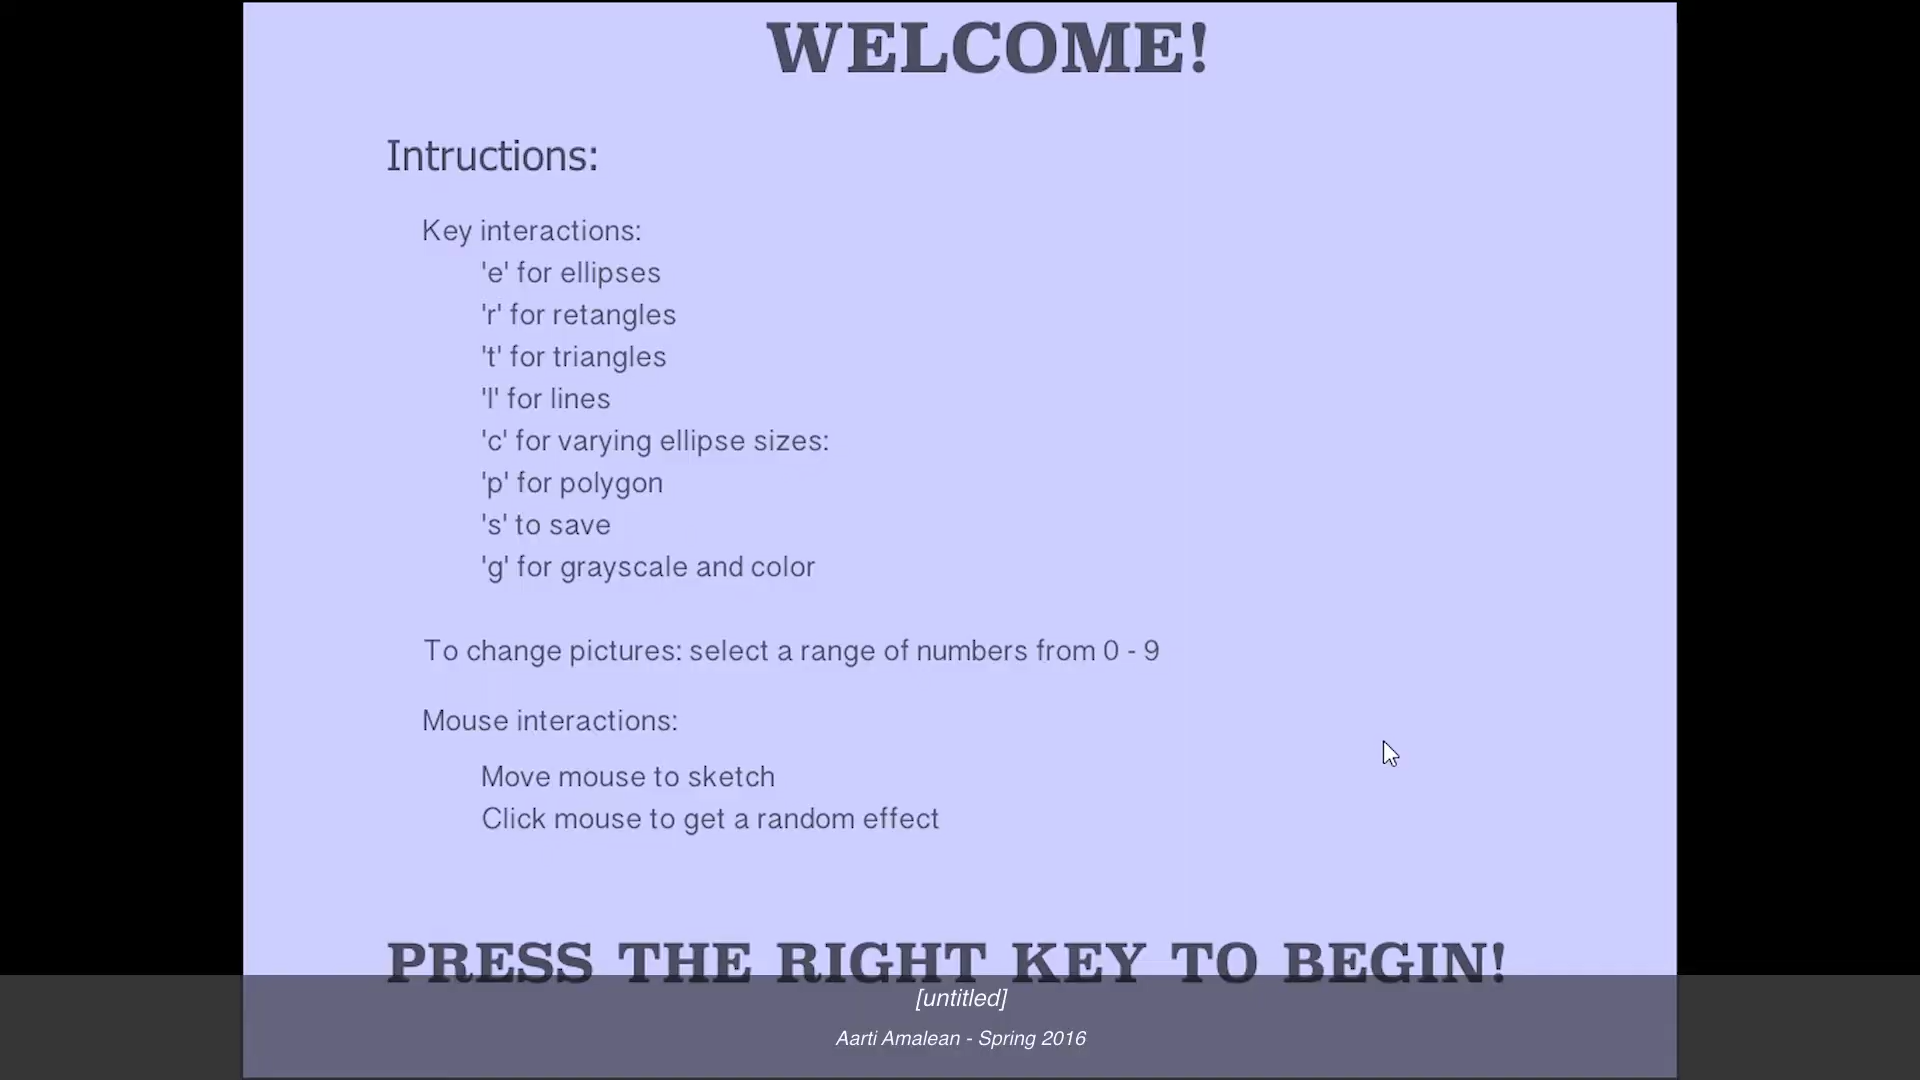 WELCOME!
Intructions:
Key interactions:
'e' for ellipses
'r' for retangles
't' for triangles
'l' for lines
'c' for varying ellipse sizes:
'p' for polygon
's' to save
'g' for grayscale and color
To change pictures: select a range of numbers from 0 - 9
Mouse interactions:
Move mouse to sketch
Click mouse to get a random effect
PRESS THE RIGHT KEY TO BEGIN!
[untitled]
Aarti Amalean - Spring 2016